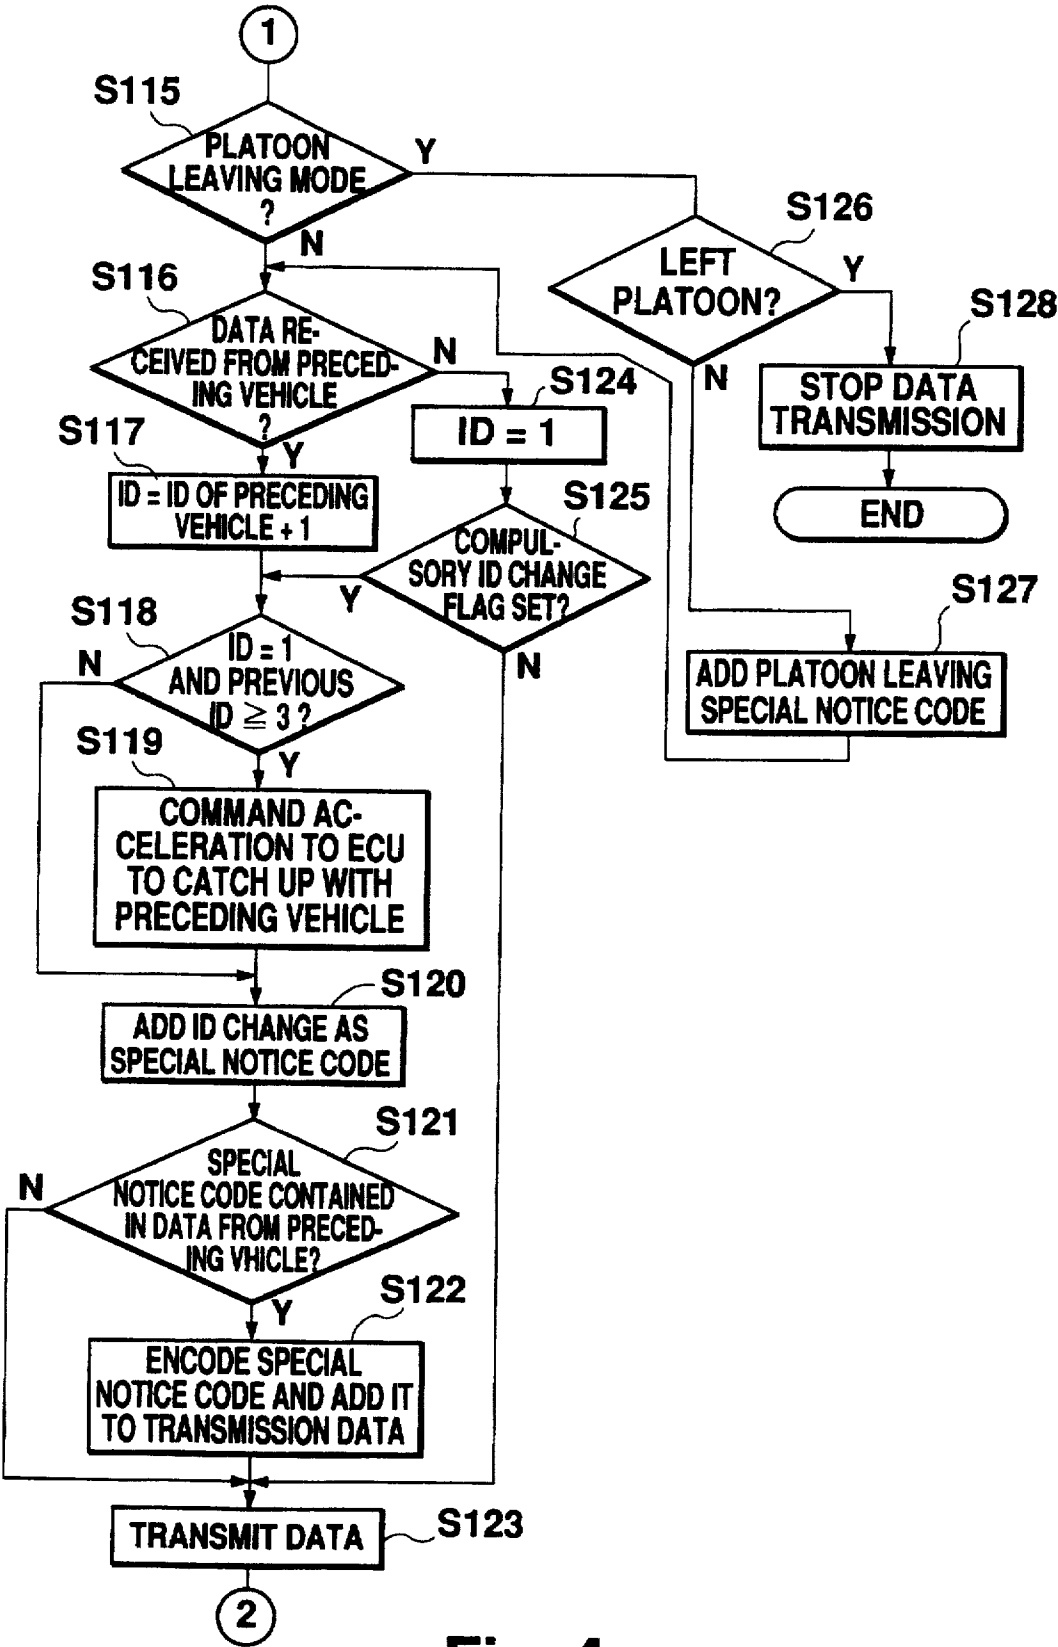 1
S115
PLATOON
LEAVING MODE
?
Y
N
S126
LEFT
PLATOON?
Y
N
S128
STOP DATA
TRANSMISSION
END
S116
DATA RE-
CEIVED FROM PRECED-
ING VEHICLE
?
N
Y
S124
ID = 1
S117
ID = ID OF PRECEDING
VEHICLE + 1
S125
COMPUL-
SORY ID CHANGE
FLAG SET?
Y
N
S127
ADD PLATOON LEAVING
SPECIAL NOTICE CODE
S118
ID = 1
AND PREVIOUS
ID ≧ 3 ?
N
Y
S119
COMMAND AC-
CELERATION TO ECU
TO CATCH UP WITH
PRECEDING VEHICLE
S120
ADD ID CHANGE AS
SPECIAL NOTICE CODE
S121
SPECIAL
NOTICE CODE CONTAINED
IN DATA FROM PRECED-
ING VHICLE?
N
Y
S122
ENCODE SPECIAL
NOTICE CODE AND ADD IT
TO TRANSMISSION DATA
S123
TRANSMIT DATA
2